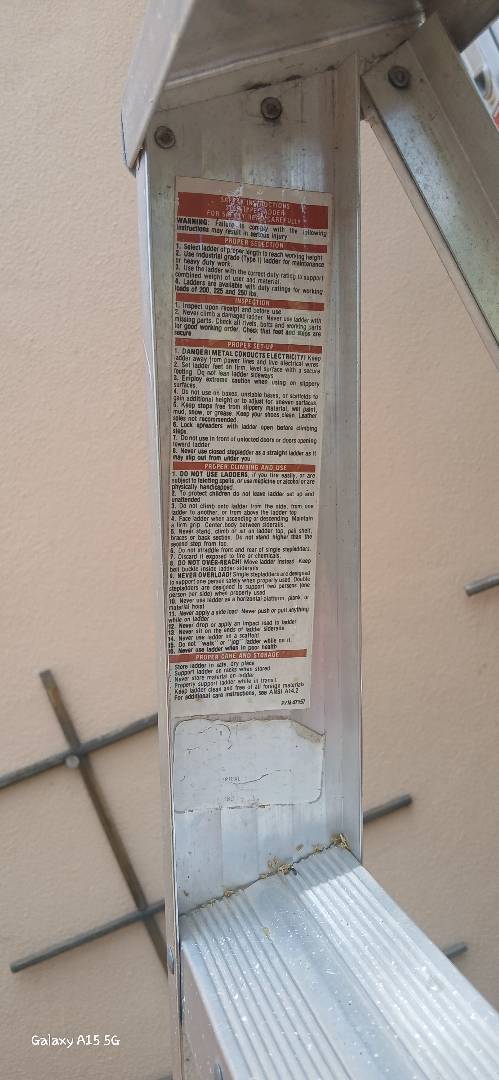 SAFETY INSTRUCTIONS
STEPLADDER
FOR SAFETY READ CAREFULLY
WARNING: Failure to comply with the following
instructions may result in serious injury
PROPER SELECTION
1. Select ladder of proper length to reach working height
2. Use industrial grade (Type I) ladder for maintenance
or heavy duty work.
3. Use the ladder with the correct duty rating to support
combined weight of user and material.
4. Ladders are available with duty ratings for working
loads of 200, 225 and 250 lbs.
INSPECTION
1. Inspect upon receipt and before use
2. Never climb a damaged ladder. Never use ladder with
missing parts. Check all rivets, bolts and working parts
for good working order. Check that feet and steps are
secure
PROPER SET-UP
1. DANGER! METAL CONDUCTS ELECTRICITY! Keep
ladder away from power lines and live electrical wires
2. Set ladder feet on firm, level surface with a secure
footing. Do not lean ladder sideways
3. Employ extreme caution when using on slippery
surfaces.
4. Do not use on boxes, unstable bases, or scaffolds to
gain additional height or to adjust for uneven surfaces.
5. Keep steps free from slippery material, wet paint,
mud, snow, or grease. Keep your shoes clean. Leather
soles not recommended.
6. Lock spreaders with ladder open before climbing
steps.
7. Do not use in front of unlocked doors or doors opening
toward ladder
8. Never use closed stepladder as a straight ladder as it
may slip out from under you.
PROPER CLIMBING AND USE
1. DO NOT USE LADDERS, if you tire easily, or are
subject to fainting spells, or use medicine or alcohol or are
physically handicapped.
2. To protect children do not leave ladder set up and
unattended
3. Do not climb onto ladder from the side, from one
ladder to another, or from above the ladder top
4. Face ladder when ascending or descending. Maintain
a firm grip. Center body between siderails.
5. Never stand, climb or sit on ladder top, pail shelf,
braces or back section. Do not stand higher than the
second step from top.
6. Do not straddle front and rear of single stepladders.
7. Discard if exposed to fire or chemicals.
8. DO NOT OVER-REACH! Move ladder instead. Keep
belt buckle inside ladder siderails
9. NEVER OVERLOAD! Single stepladders are designed
to support one person safely when properly used. Double
stepladders are designed to support two persons (one
person per side) when properly used
10. Never use ladder as a horizontal platform, plank, or
material hoist
11. Never apply a side load. Never push or pull anything
while on ladder
12. Never drop or apply an impact load to ladder
13. Never sit on the ends of ladder siderails
14. Never use ladder on a scaffold
15. Do not "walk" or "jog" ladder while on it.
16. Never use ladder when in poor health
PROPER CARE AND STORAGE
Store ladder in safe, dry place
Support ladder on racks when stored
Never store material on ladder
Properly support ladder while in transit
Keep ladder clean and free of all foreign materials
For additional care instructions, see ANSI A14.2
Galaxy A15 5G